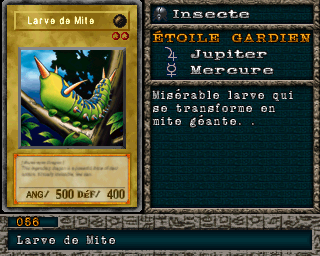 Larve de Mite
ANG/ 500 DÉF/ 400
Insecte
ÉTOILE GARDIEN
Jupiter
Mercure
Misérable larve qui
se transforme en
mite géante. .
056
Larve de Mite